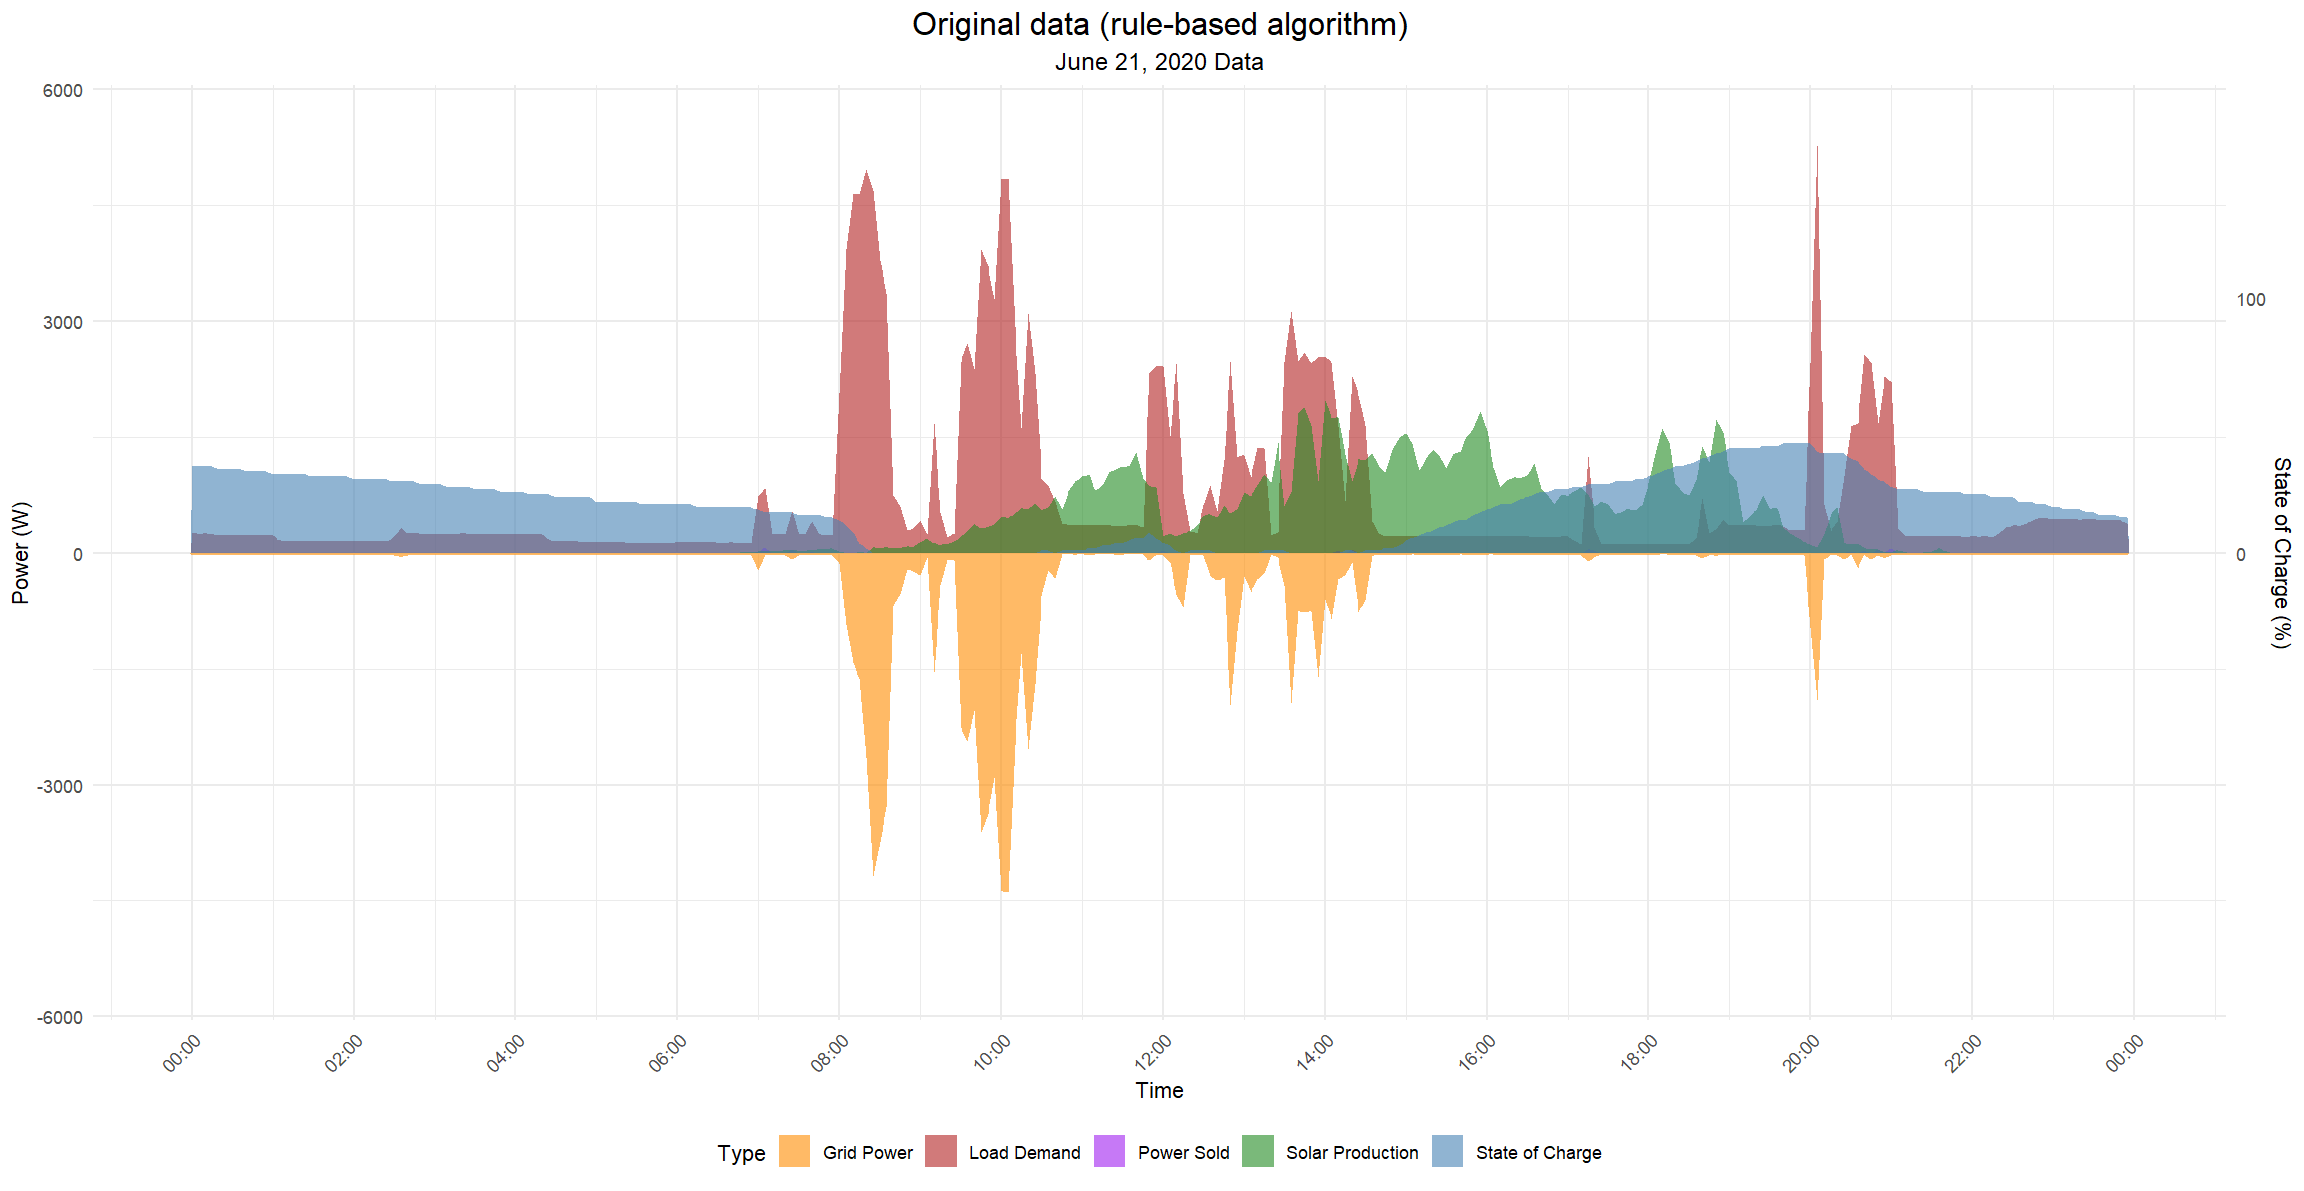 Original data (rule-based algorithm)
June 21, 2020 Data
6000
3000
0
-3000
-6000
Power (W)
100
0
State of Charge (%)
00:00
02:00
04:00
06:00
08:00
10:00
12:00
14:00
16:00
18:00
20:00
22:00
00:00
Time
Type
Grid Power
Load Demand
Power Sold
Solar Production
State of Charge